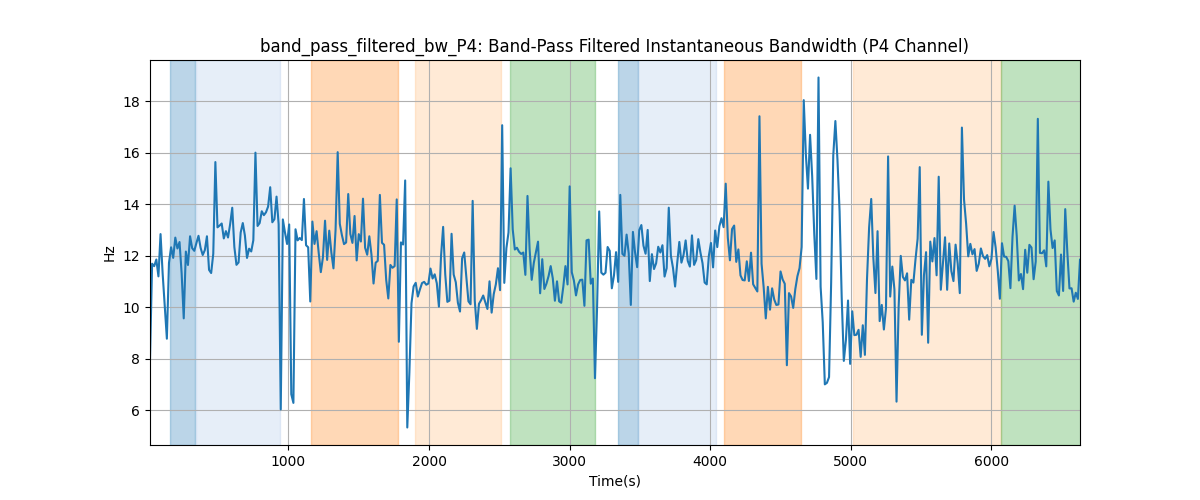 band_pass_filtered_bw_P4: Band-Pass Filtered Instantaneous Bandwidth (P4 Channel)
18
16
14
12
10
8
6
Hz
1000 2000 3000 4000 5000 6000
Time(s)